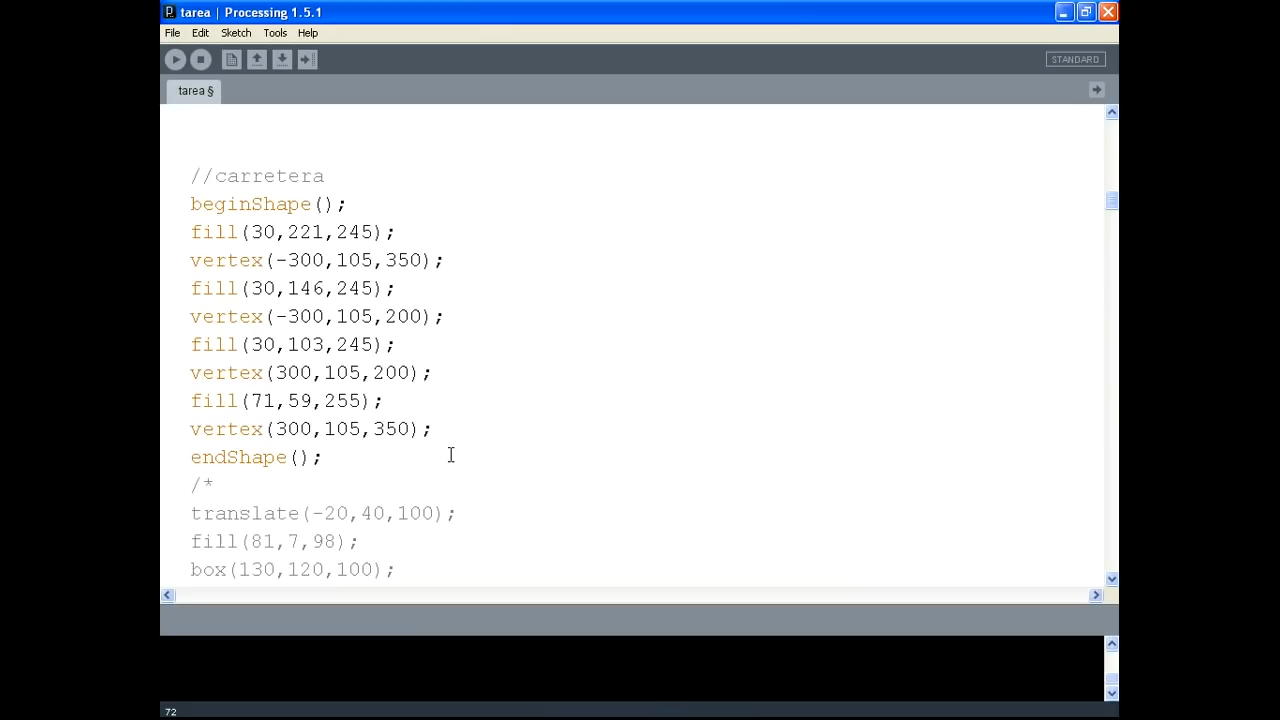 tarea | Processing 1.5.1
File Edit Sketch Tools Help
STANDARD
tarea §
//carretera
beginShape();
fill(30,221,245);
vertex(-300,105,350);
fill(30,146,245);
vertex(-300,105,200);
fill(30,103,245);
vertex(300,105,200);
fill(71,59,255);
vertex(300,105,350);
endShape();
/*
translate(-20,40,100);
fill(81,7,98);
box(130,120,100);
72